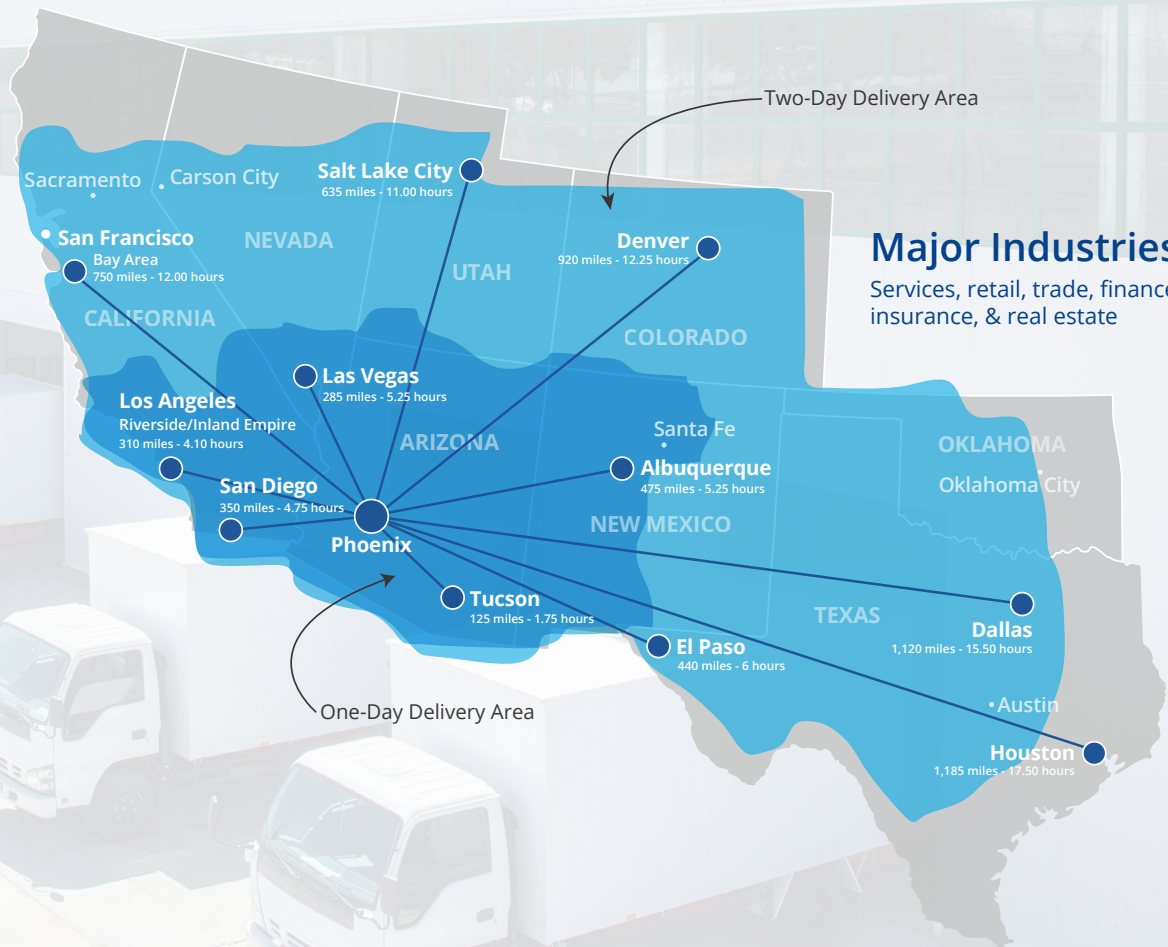 Two-Day Delivery Area
Sacramento
Carson City
Salt Lake City
635 miles - 11.00 hours
San Francisco
Bay Area
750 miles - 12.00 hours
NEVADA
UTAH
Denver
920 miles - 12.25 hours
Major Industries
Services, retail, trade, finance
insurance, & real estate
CALIFORNIA
COLORADO
Las Vegas
285 miles - 5.25 hours
Los Angeles
Riverside/Inland Empire
310 miles - 4.10 hours
ARIZONA
Santa Fe
OKLAHOMA
Oklahoma City
Albuquerque
475 miles - 5.25 hours
San Diego
350 miles - 4.75 hours
NEW MEXICO
Phoenix
Tucson
125 miles - 1.75 hours
TEXAS
Dallas
1,120 miles - 15.50 hours
El Paso
440 miles - 6 hours
One-Day Delivery Area
Austin
Houston
1,185 miles - 17.50 hours